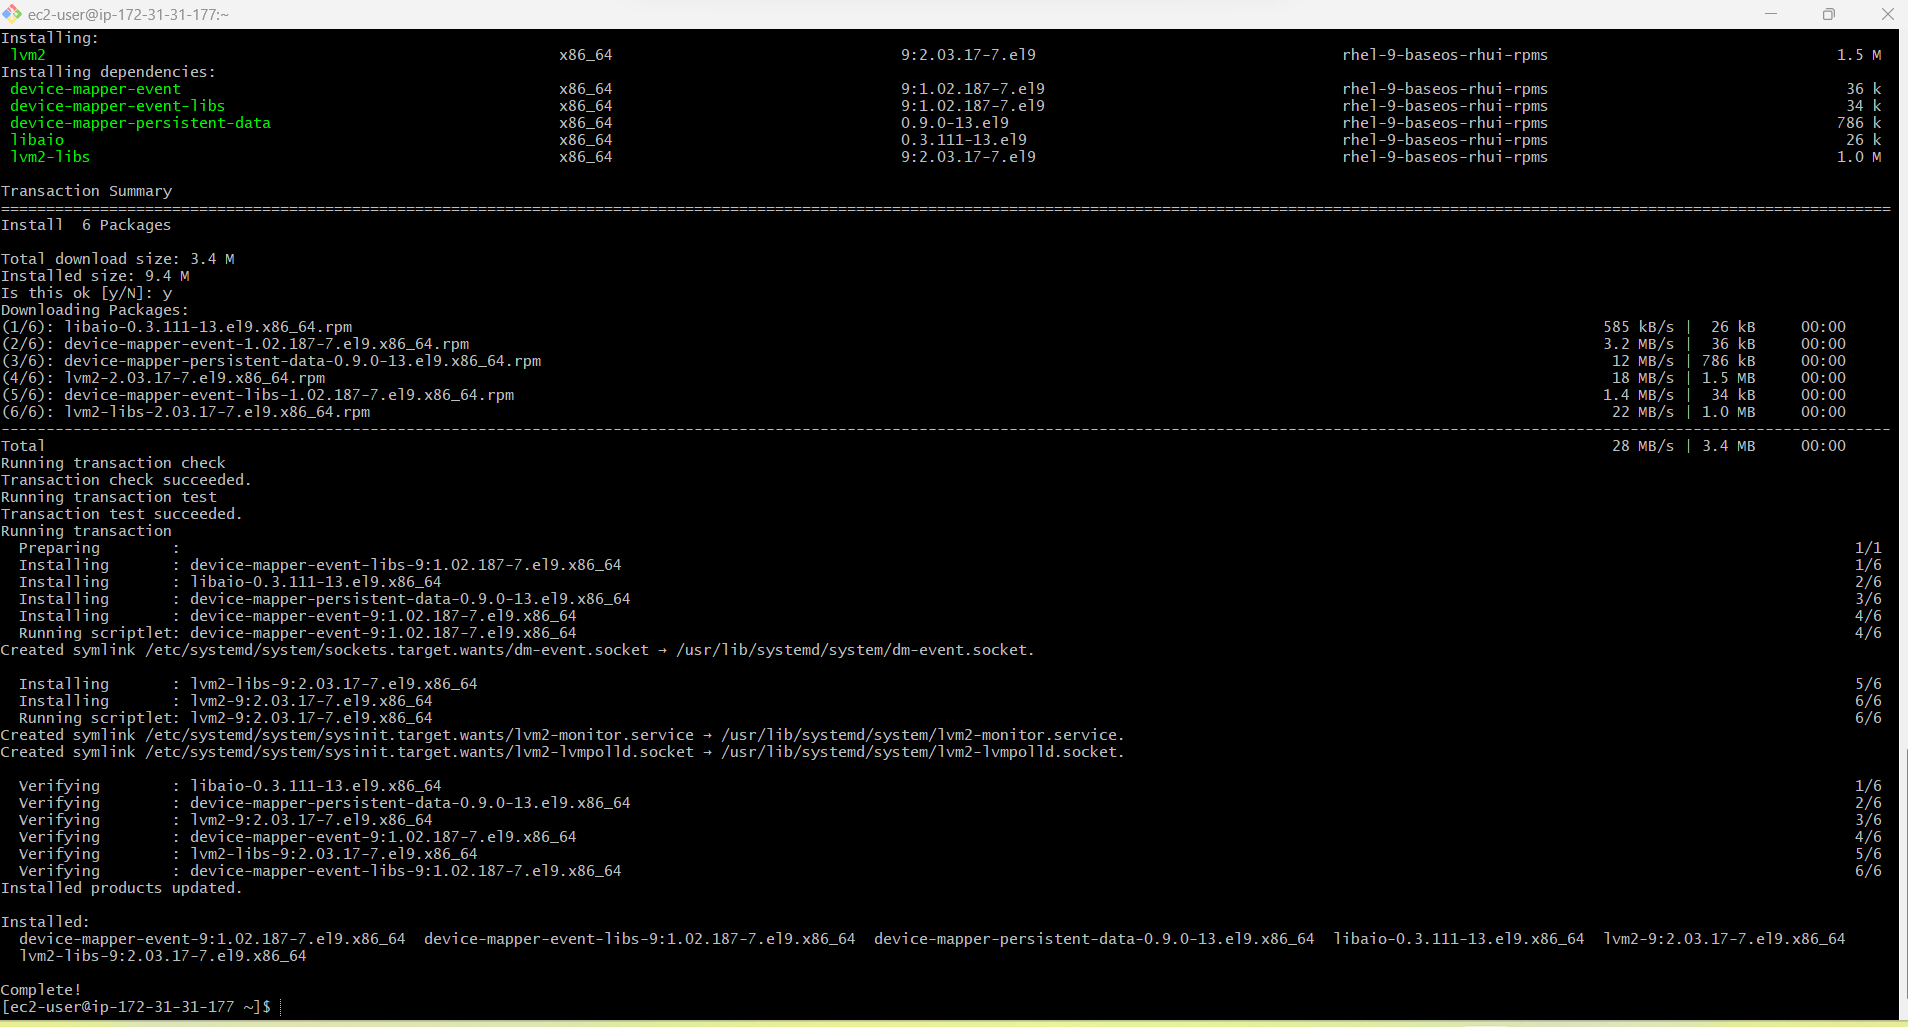 ec2-user@ip-172-31-31-177:~
Installing:
 lvm2 x86_64 9:2.03.17-7.el9 rhel-9-baseos-rhui-rpms 1.5 M
Installing dependencies:
 device-mapper-event x86_64 9:1.02.187-7.el9 rhel-9-baseos-rhui-rpms 36 k
 device-mapper-event-libs x86_64 9:1.02.187-7.el9 rhel-9-baseos-rhui-rpms 34 k
 device-mapper-persistent-data x86_64 0.9.0-13.el9 rhel-9-baseos-rhui-rpms 786 k
 libaio x86_64 0.3.111-13.el9 rhel-9-baseos-rhui-rpms 26 k
 lvm2-libs x86_64 9:2.03.17-7.el9 rhel-9-baseos-rhui-rpms 1.0 M
Transaction Summary
Install  6 Packages
Total download size: 3.4 M
Installed size: 9.4 M
Is this ok [y/N]: y
Downloading Packages:
(1/6): libaio-0.3.111-13.el9.x86_64.rpm 585 kB/s |  26 kB 00:00
(2/6): device-mapper-event-1.02.187-7.el9.x86_64.rpm 3.2 MB/s |  36 kB 00:00
(3/6): device-mapper-persistent-data-0.9.0-13.el9.x86_64.rpm 12 MB/s | 786 kB 00:00
(4/6): lvm2-2.03.17-7.el9.x86_64.rpm 18 MB/s | 1.5 MB 00:00
(5/6): device-mapper-event-libs-1.02.187-7.el9.x86_64.rpm 1.4 MB/s |  34 kB 00:00
(6/6): lvm2-libs-2.03.17-7.el9.x86_64.rpm 22 MB/s | 1.0 MB 00:00
Total 28 MB/s | 3.4 MB 00:00
Running transaction check
Transaction check succeeded.
Running transaction test
Transaction test succeeded.
Running transaction
  Preparing        : 1/1
  Installing       : device-mapper-event-libs-9:1.02.187-7.el9.x86_64 1/6
  Installing       : libaio-0.3.111-13.el9.x86_64 2/6
  Installing       : device-mapper-persistent-data-0.9.0-13.el9.x86_64 3/6
  Installing       : device-mapper-event-9:1.02.187-7.el9.x86_64 4/6
  Running scriptlet: device-mapper-event-9:1.02.187-7.el9.x86_64 4/6
Created symlink /etc/systemd/system/sockets.target.wants/dm-event.socket → /usr/lib/systemd/system/dm-event.socket.
  Installing       : lvm2-libs-9:2.03.17-7.el9.x86_64 5/6
  Installing       : lvm2-9:2.03.17-7.el9.x86_64 6/6
  Running scriptlet: lvm2-9:2.03.17-7.el9.x86_64 6/6
Created symlink /etc/systemd/system/sysinit.target.wants/lvm2-monitor.service → /usr/lib/systemd/system/lvm2-monitor.service.
Created symlink /etc/systemd/system/sysinit.target.wants/lvm2-lvmpolld.socket → /usr/lib/systemd/system/lvm2-lvmpolld.socket.
  Verifying        : libaio-0.3.111-13.el9.x86_64 1/6
  Verifying        : device-mapper-persistent-data-0.9.0-13.el9.x86_64 2/6
  Verifying        : lvm2-9:2.03.17-7.el9.x86_64 3/6
  Verifying        : device-mapper-event-9:1.02.187-7.el9.x86_64 4/6
  Verifying        : lvm2-libs-9:2.03.17-7.el9.x86_64 5/6
  Verifying        : device-mapper-event-libs-9:1.02.187-7.el9.x86_64 6/6
Installed products updated.
Installed:
  device-mapper-event-9:1.02.187-7.el9.x86_64  device-mapper-event-libs-9:1.02.187-7.el9.x86_64  device-mapper-persistent-data-0.9.0-13.el9.x86_64  libaio-0.3.111-13.el9.x86_64  lvm2-9:2.03.17-7.el9.x86_64
  lvm2-libs-9:2.03.17-7.el9.x86_64
Complete!
[ec2-user@ip-172-31-31-177 ~]$